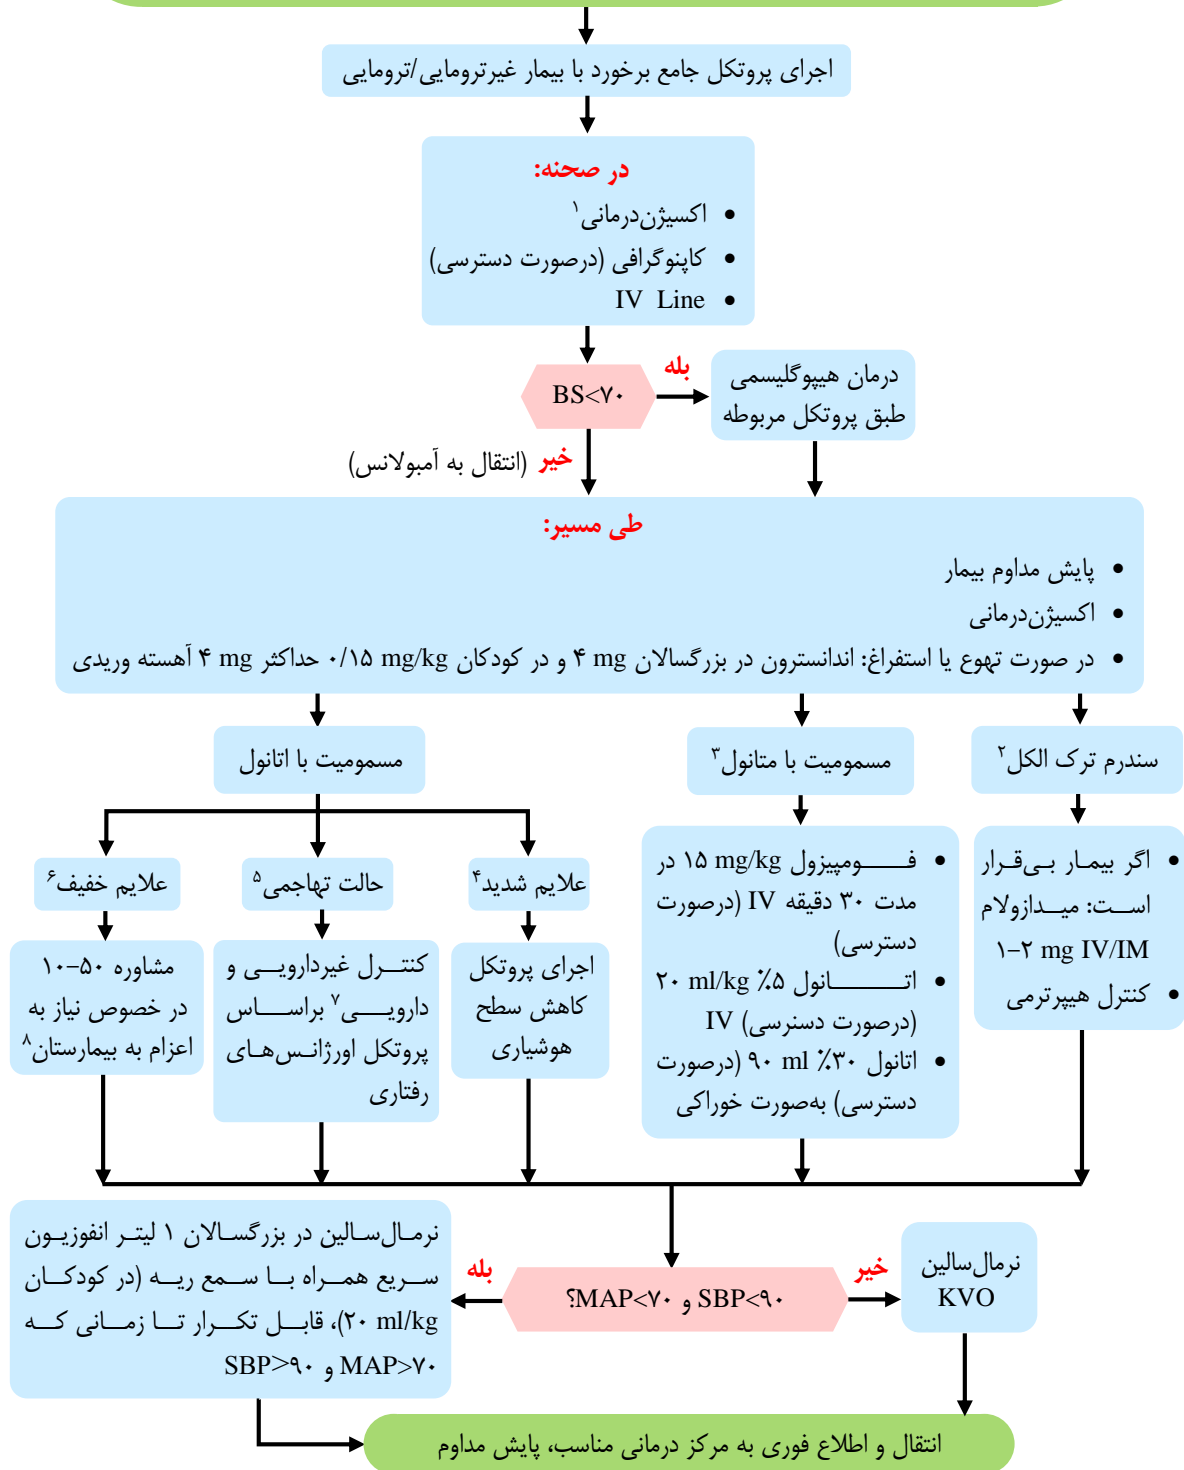 اجرای پروتکل جامع برخورد با بیمار غیرترومایی/ترومایی
در صحنه:
• اکسیژن‌درمانی۱
• کاپنوگرافی (درصورت دسترسی)
• IV Line
BS<۷۰
بله
درمان هیپوگلیسمی
طبق پروتکل مربوطه
خیر (انتقال به آمبولانس)
طی مسیر:
• پایش مداوم بیمار
• اکسیژن‌درمانی
• در صورت تهوع یا استفراغ: اندانسترون در بزرگسالان ۴ mg و در کودکان ۰/۱۵ mg/kg حداکثر ۴ mg آهسته وریدی
سندرم ترک الکل۲
• اگر بیمار بی‌قرار
است: میدازولام
۱-۲ mg IV/IM
• کنترل هیپرترمی
مسمومیت با متانول۳
• فومپیزول ۱۵ mg/kg در
مدت ۳۰ دقیقه IV (درصورت
دسترسی)
• اتانول ۵٪ ۲۰ ml/kg
(درصورت دسنرسی) IV
• اتانول ۳۰٪ ۹۰ ml (درصورت
دسترسی) به‌صورت خوراکی
مسمومیت با اتانول
علایم شدید۴
اجرای پروتکل
کاهش سطح
هوشیاری
حالت تهاجمی۵
کنترل غیردارویی و
دارویی۷ براساس
پروتکل اورژانس‌های
رفتاری
علایم خفیف۶
مشاوره ۵۰-۱۰
در خصوص نیاز به
اعزام به بیمارستان۸
SBP<۹۰ و MAP<۷۰؟
خیر
نرمال‌سالین
KVO
بله
نرمال‌سالین در بزرگسالان ۱ لیتر انفوزیون
سریع همراه با سمع ریه (در کودکان
۲۰ ml/kg)، قابل تکرار تا زمانی که
MAP>۷۰ و SBP>۹۰
انتقال و اطلاع فوری به مرکز درمانی مناسب، پایش مداوم